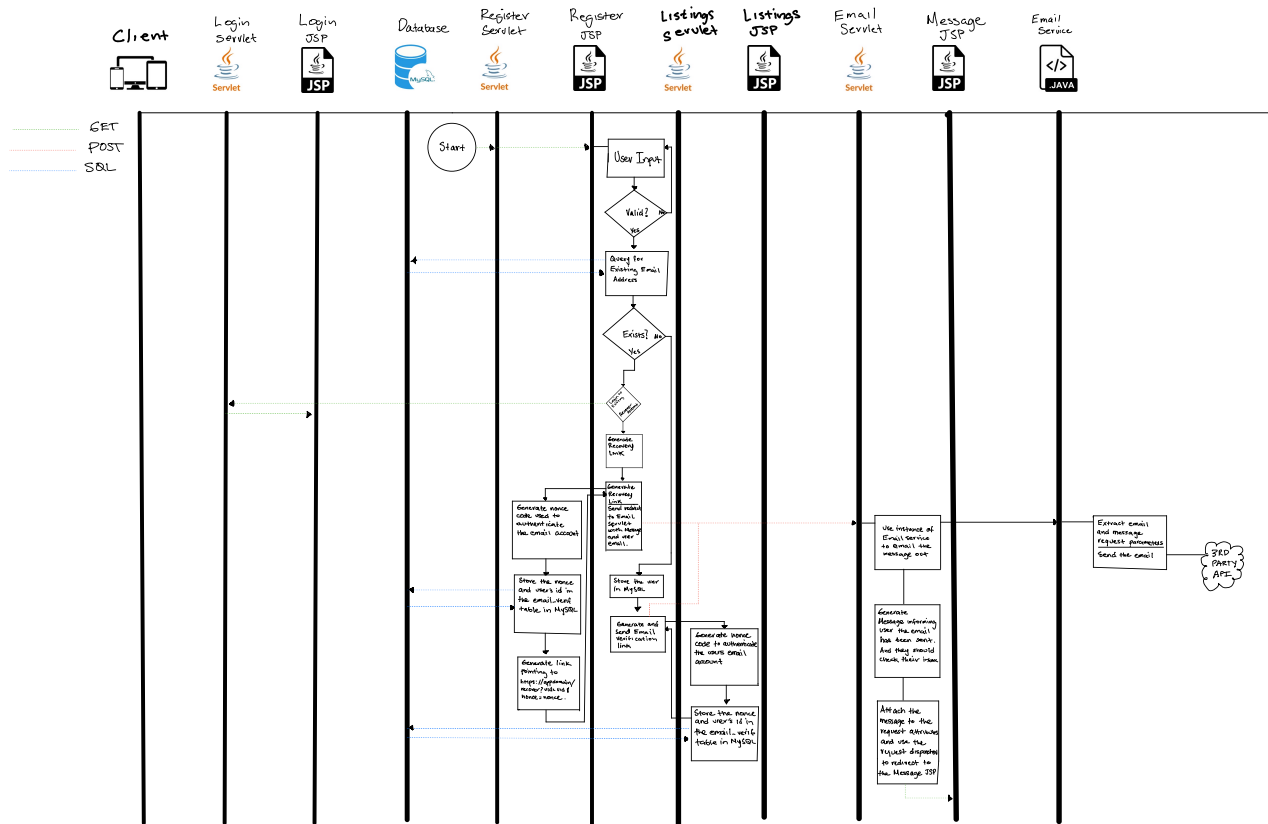 Client
Login
Servlet
Servlet
Login
JSP
JSP
Database
MySQL
Register
Servlet
Servlet
Register
JSP
JSP
Listings
Servlet
Servlet
Listings
JSP
JSP
Email
Servlet
Servlet
Message
JSP
JSP
Email
Service
</>
.JAVA
GET
POST
SQL
Start
User Input
Valid?
No
Yes
Query for
Existing Email
Address
Exists?
No
Yes
Generate
Recovery
Link
Generate
Recovery
Link
Send
to Email
Servlet
with message
and user
email.
Generate nonce
code used to
authenticate
the email account
Store the nonce
and user's id in
the email_verif
table in MySQL
Generate link
pointing to
https://appdomain/
nonce=nonce.
Store the user
in MySQL
Generate and
Send Email
verification
link
Generate nonce
code to authenticate
the users email
account
Store the nonce
and user's id in
the email_verif
table in MySQL
Use instance of
Email service
to email the
message out
Generate
Message informing
user the email
has been sent.
And they should
check their inbox
Attach the
message to the
request attributes
and use the
request dispatcher
to redirect to
the Message JSP
Extract email
and message
request parameters
Send the email
3RD
PARTY
API